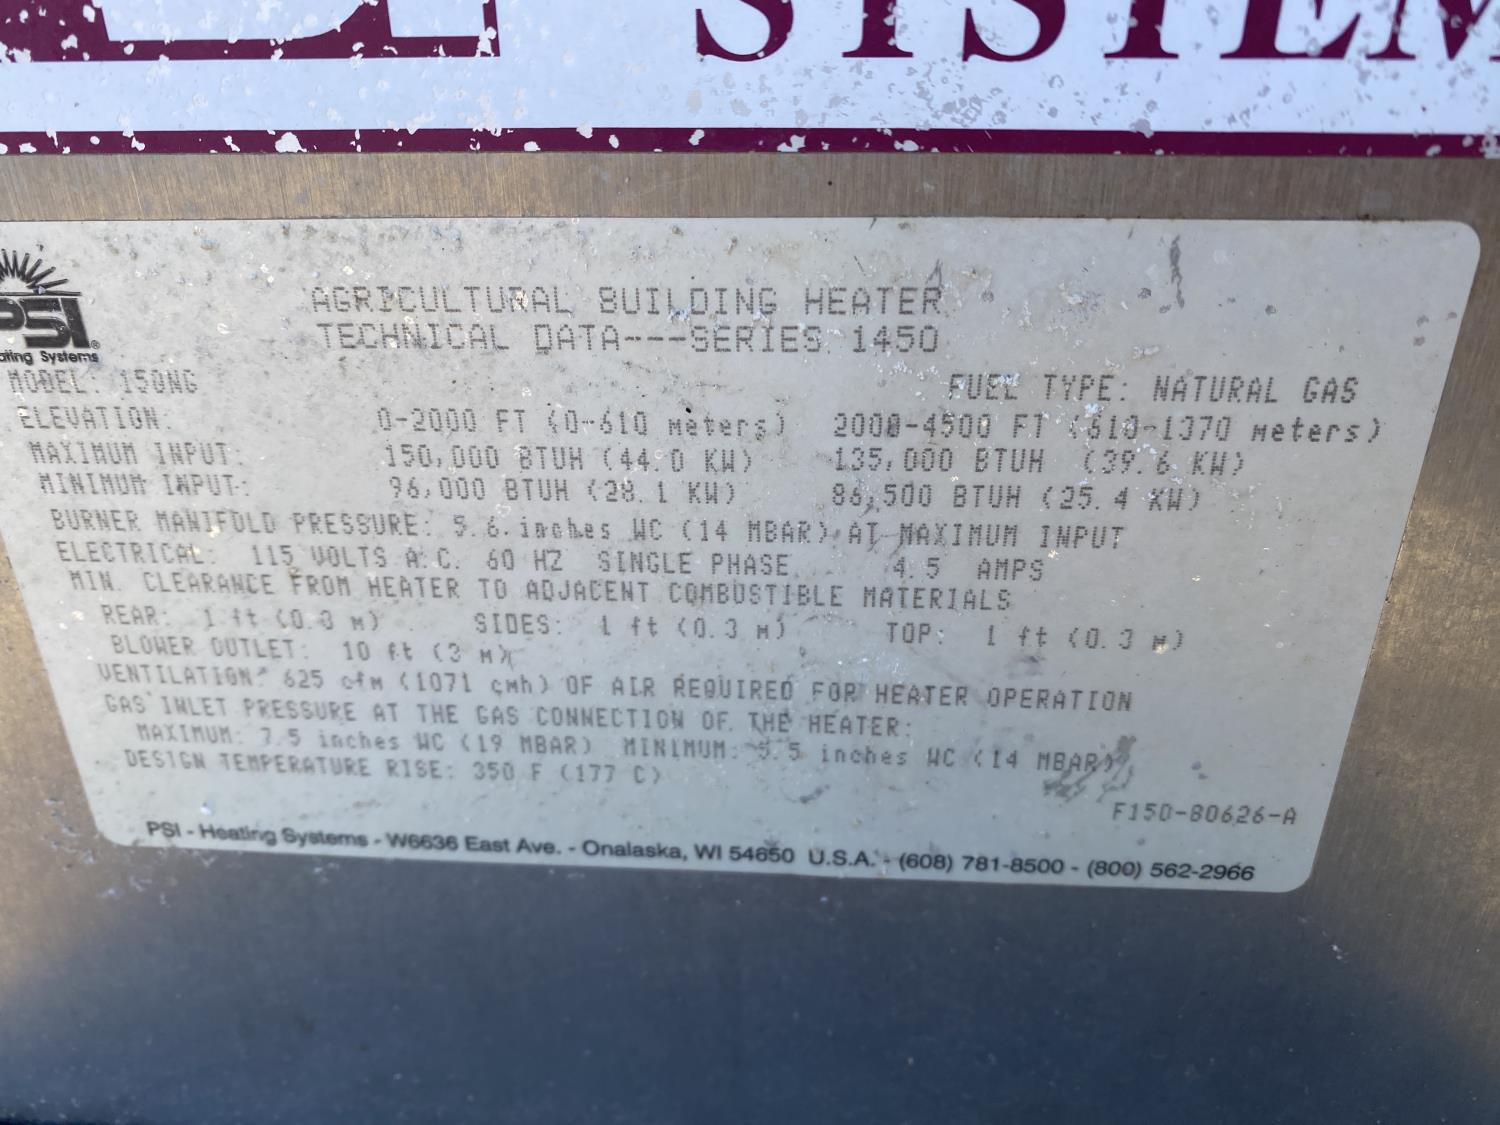 SYSTEM
AGRICULTURAL BUILDING HEATER
TECHNICAL DATA---SERIES 1450
PSI®
ating Systems
MODEL: 150NG FUEL TYPE: NATURAL GAS
ELEVATION: 0-2000 FT (0-610 meters) 2000-4500 FT (610-1370 meters)
MAXIMUM INPUT: 150,000 BTUH (44.0 KW) 135,000 BTUH (39.6 KW)
MINIMUM INPUT: 96,000 BTUH (28.1 KW) 86,500 BTUH (25.4 KW)
BURNER MANIFOLD PRESSURE: 5.6 inches WC (14 MBAR) AT MAXIMUM INPUT
ELECTRICAL: 115 VOLTS A.C. 60 HZ SINGLE PHASE 4.5 AMPS
MIN. CLEARANCE FROM HEATER TO ADJACENT COMBUSTIBLE MATERIALS
REAR: 1 ft (0.3 M) SIDES: 1 ft (0.3 M) TOP: 1 ft (0.3 M)
BLOWER OUTLET: 10 ft (3 M)
VENTILATION: 625 cfm (1071 cmh) OF AIR REQUIRED FOR HEATER OPERATION
GAS INLET PRESSURE AT THE GAS CONNECTION OF THE HEATER:
MAXIMUM: 7.5 inches WC (19 MBAR) MINIMUM: 5.5 inches WC (14 MBAR)
DESIGN TEMPERATURE RISE: 350 F (177 C)
F150-80626-A
PSI - Heating Systems - W6636 East Ave. - Onalaska, WI 54650 U.S.A. - (608) 781-8500 - (800) 562-2966